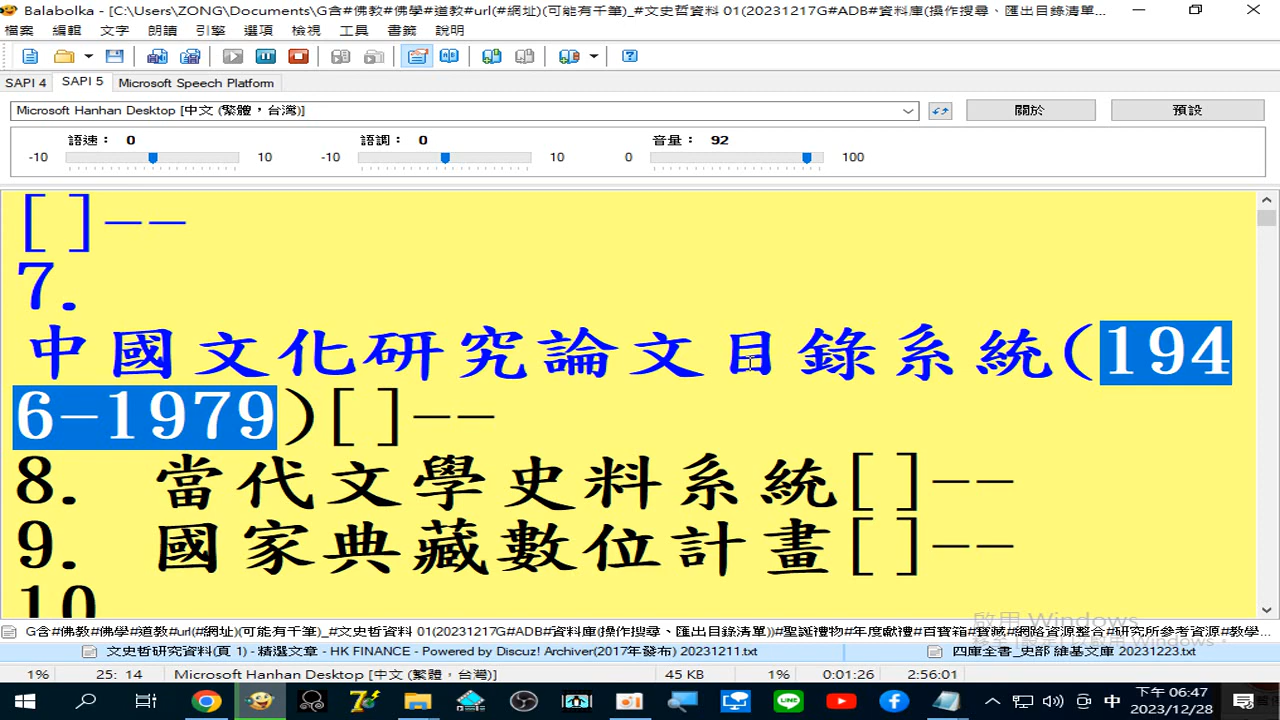 Balabolka - [C:\Users\ZONG\Documents\G含#佛教#佛學#道教#url(#網址)(可能有千筆)_#文史哲資料 01(20231217G#ADB#資料庫(操作搜尋、匯出目錄清單...
檔案 編輯 文字 朗讀 引擎 選項 檢視 工具 書籤 說明
SAPI 4 SAPI 5 Microsoft Speech Platform
Microsoft Hanhan Desktop [中文 (繁體，台灣)] 關於 預設
語速： 0 語調： 0 音量： 92
-10 10 -10 10 0 100
[ ]--
7.
中國文化研究論文目錄系統(194
6-1979)[ ]--
8. 當代文學史料系統[ ]--
9. 國家典藏數位計畫[ ]--
10
啟用 Windows
G含#佛教#佛學#道教#url(#網址)(可能有千筆)_#文史哲資料 01(20231217G#ADB#資料庫(操作搜尋、匯出目錄清單))#聖誕禮物#年度獻禮#百寶箱#寶城#網路資源整合#研究所參考資源#教學...
文史哲研究資料(頁 1) - 精選文章 - HK FINANCE - Powered by Discuz! Archiver(2017年發布) 20231211.txt 四庫全書_史部 維基文庫 20231223.txt
1% 25: 14 Microsoft Hanhan Desktop [中文 (繁體，台灣)] 45 KB 1% 0:01:26 2:56:01
中 下午 06:47
2023/12/28